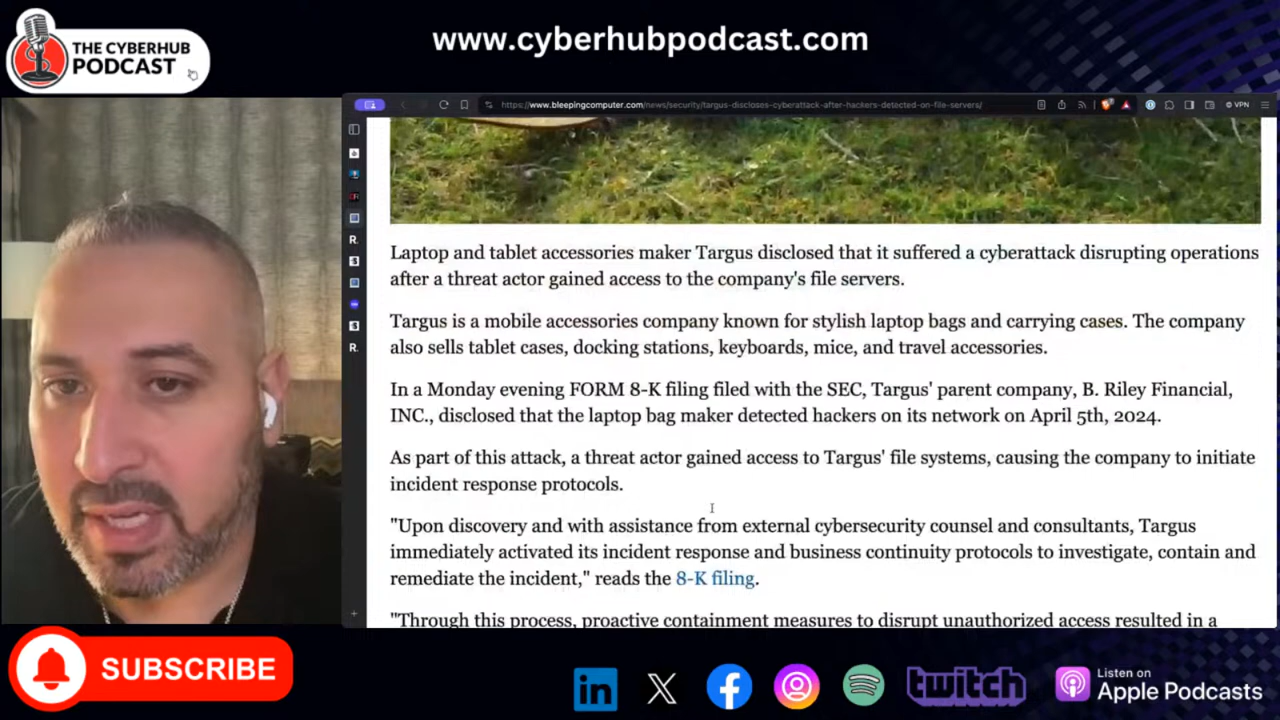 THE CYBERHUB
PODCAST
www.cyberhubpodcast.com
https://www.bleepingcomputer.com/news/security/targus-discloses-cyberattack-after-hackers-detected-on-file-servers/
VPN
Laptop and tablet accessories maker Targus disclosed that it suffered a cyberattack disrupting operations
after a threat actor gained access to the company's file servers.
Targus is a mobile accessories company known for stylish laptop bags and carrying cases. The company
also sells tablet cases, docking stations, keyboards, mice, and travel accessories.
In a Monday evening FORM 8-K filing filed with the SEC, Targus' parent company, B. Riley Financial,
INC., disclosed that the laptop bag maker detected hackers on its network on April 5th, 2024.
As part of this attack, a threat actor gained access to Targus' file systems, causing the company to initiate
incident response protocols.
"Upon discovery and with assistance from external cybersecurity counsel and consultants, Targus
immediately activated its incident response and business continuity protocols to investigate, contain and
remediate the incident," reads the 8-K filing.
"Through this process, proactive containment measures to disrupt unauthorized access resulted in a
R.
R.
SUBSCRIBE
in
X
f
twitch
Listen on
Apple Podcasts